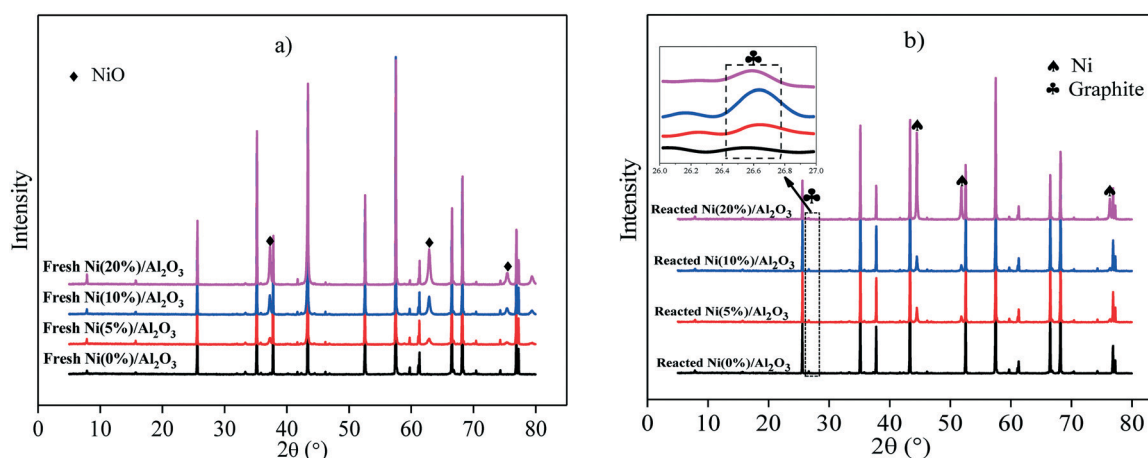 a)
♦ NiO
Intensity
Fresh Ni(20%)/Al₂O₃
Fresh Ni(10%)/Al₂O₃
Fresh Ni(5%)/Al₂O₃
Fresh Ni(0%)/Al₂O₃
0 10 20 30 40 50 60 70 80
2θ (°)
b)
♠ Ni
♣ Graphite
26.0 26.2 26.4 26.6 26.8 27.0
Intensity
Reacted Ni(20%)/Al₂O₃
Reacted Ni(10%)/Al₂O₃
Reacted Ni(5%)/Al₂O₃
Reacted Ni(0%)/Al₂O₃
0 10 20 30 40 50 60 70 80
2θ (°)